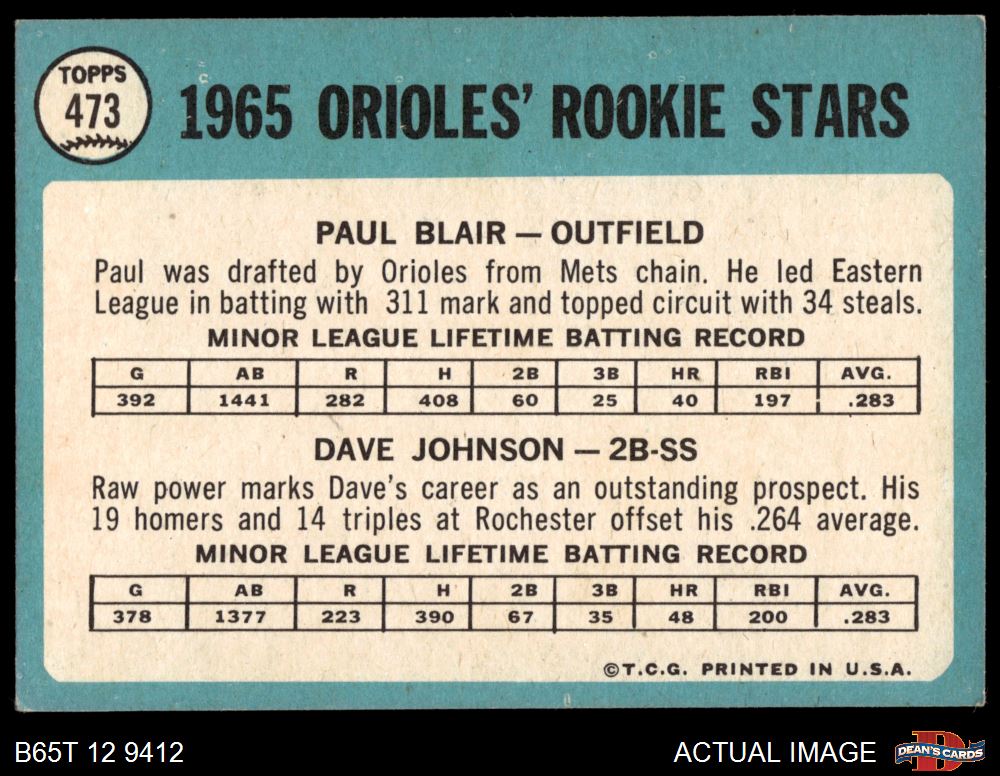 TOPPS
473
1965 ORIOLES' ROOKIE STARS
PAUL BLAIR — OUTFIELD
Paul was drafted by Orioles from Mets chain. He led Eastern
League in batting with 311 mark and topped circuit with 34 steals.
MINOR LEAGUE LIFETIME BATTING RECORD
G AB R H 2B 3B HR RBI AVG.
392 1441 282 408 60 25 40 197 .283
DAVE JOHNSON — 2B-SS
Raw power marks Dave's career as an outstanding prospect. His
19 homers and 14 triples at Rochester offset his .264 average.
MINOR LEAGUE LIFETIME BATTING RECORD
G AB R H 2B 3B HR RBI AVG.
378 1377 223 390 67 35 48 200 .283
©T.C.G. PRINTED IN U.S.A.
B65T 12 9412
ACTUAL IMAGE
DEAN'S CARDS